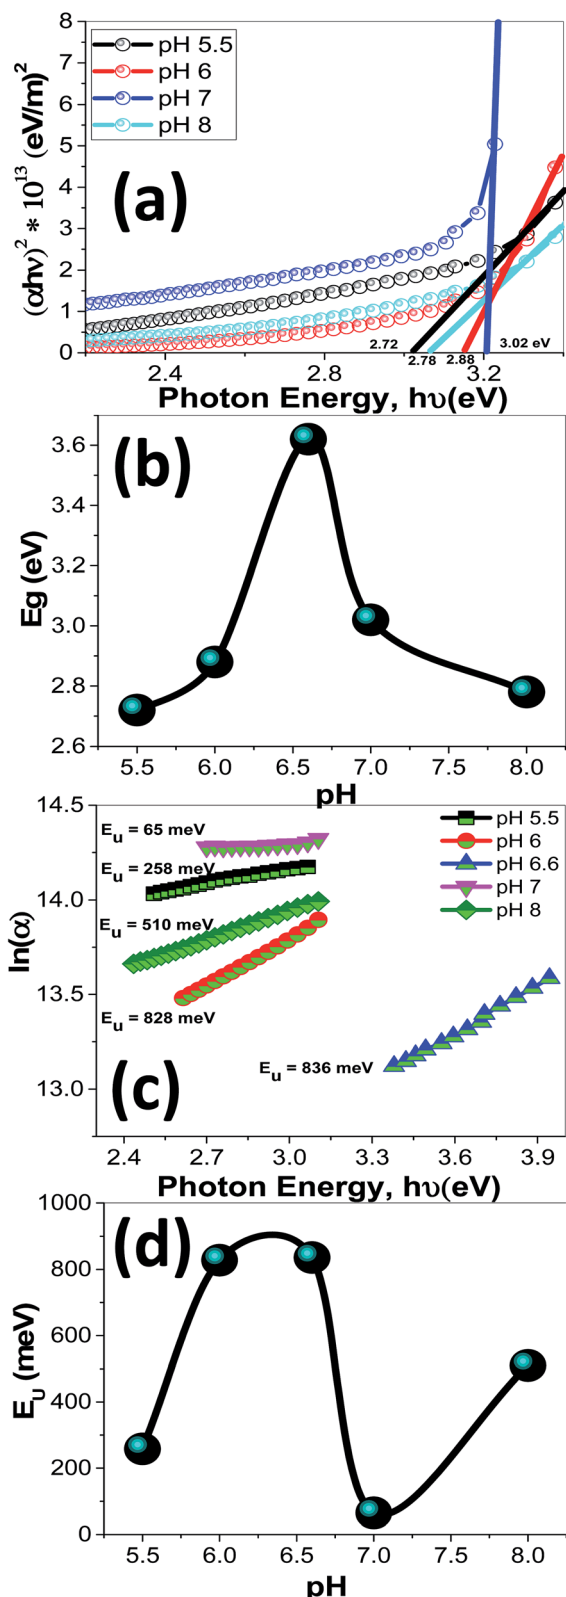 (a)
pH 5.5
pH 6
pH 7
pH 8
(αhν)² * 10¹³ (eV/m)²
8
7
6
5
4
3
2
1
0
2.72
2.78
2.88
3.02 eV
2.4
2.8
3.2
Photon Energy, hυ(eV)
(b)
Eg (eV)
3.6
3.4
3.2
3.0
2.8
2.6
5.5
6.0
6.5
7.0
7.5
8.0
pH
(c)
ln(α)
14.5
14.0
13.5
13.0
E_u = 65 meV
E_u = 258 meV
E_u = 510 meV
E_u = 828 meV
E_u = 836 meV
pH 5.5
pH 6
pH 6.6
pH 7
pH 8
2.4
2.7
3.0
3.3
3.6
3.9
Photon Energy, hυ(eV)
(d)
E_U (meV)
1000
800
600
400
200
0
5.5
6.0
6.5
7.0
7.5
8.0
pH